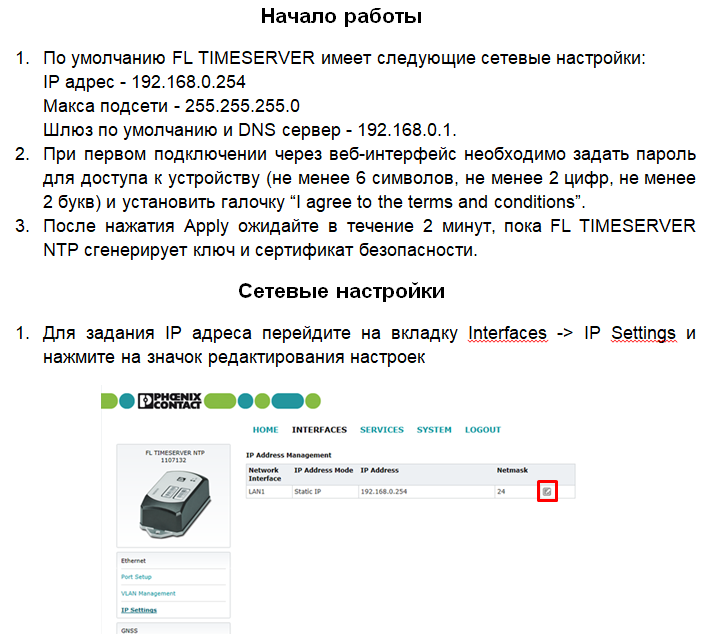 Начало работы
1. По умолчанию FL TIMESERVER имеет следующие сетевые настройки:
IP адрес - 192.168.0.254
Макса подсети - 255.255.255.0
Шлюз по умолчанию и DNS сервер - 192.168.0.1.
2. При первом подключении через веб-интерфейс необходимо задать пароль
для доступа к устройству (не менее 6 символов, не менее 2 цифр, не менее
2 букв) и установить галочку “I agree to the terms and conditions”.
3. После нажатия Apply ожидайте в течение 2 минут, пока FL TIMESERVER
NTP сгенерирует ключ и сертификат безопасности.
Сетевые настройки
1. Для задания IP адреса перейдите на вкладку Interfaces -> IP Settings и
нажмите на значок редактирования настроек
PHŒNIX
CONTACT
HOME INTERFACES SERVICES SYSTEM LOGOUT
FL TIMESERVER NTP
1107132
IP Address Management
Network Interface IP Address Mode IP Address Netmask
LAN1 Static IP 192.168.0.254 24
Ethernet
Port Setup
VLAN Management
IP Settings
GNSS